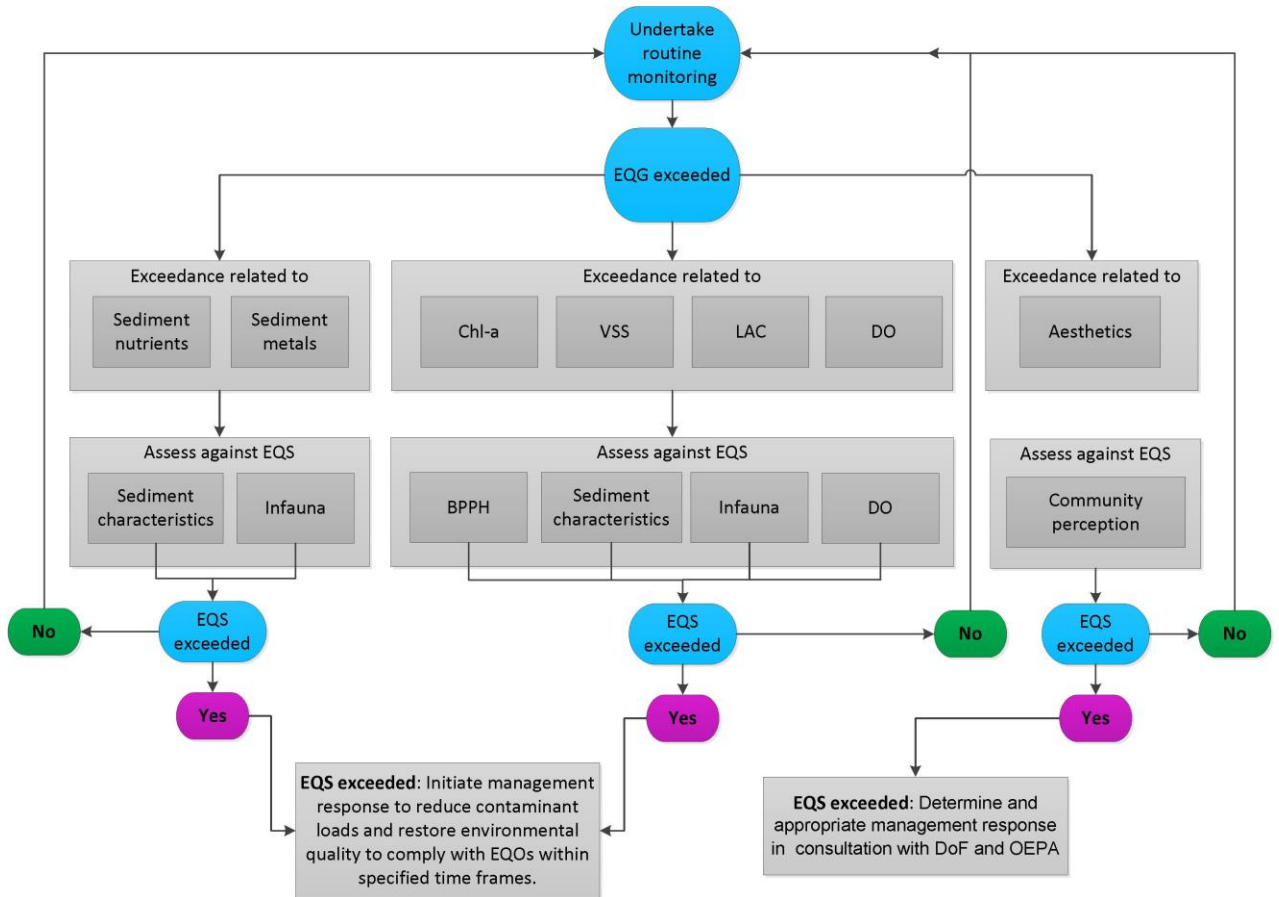 Undertake
routine
monitoring
EQG exceeded
Exceedance related to
Sediment
nutrients
Sediment
metals
Exceedance related to
Chl-a
VSS
LAC
DO
Exceedance related to
Aesthetics
Assess against EQS
Sediment
characteristics
Infauna
Assess against EQS
BPPH
Sediment
characteristics
Infauna
DO
Assess against EQS
Community
perception
No
EQS
exceeded
EQS
exceeded
No
EQS
exceeded
No
Yes
Yes
Yes
EQS exceeded: Initiate management
response to reduce contaminant
loads and restore environmental
quality to comply with EQOs within
specified time frames.
EQS exceeded: Determine and
appropriate management response
in consultation with DoF and OEPA